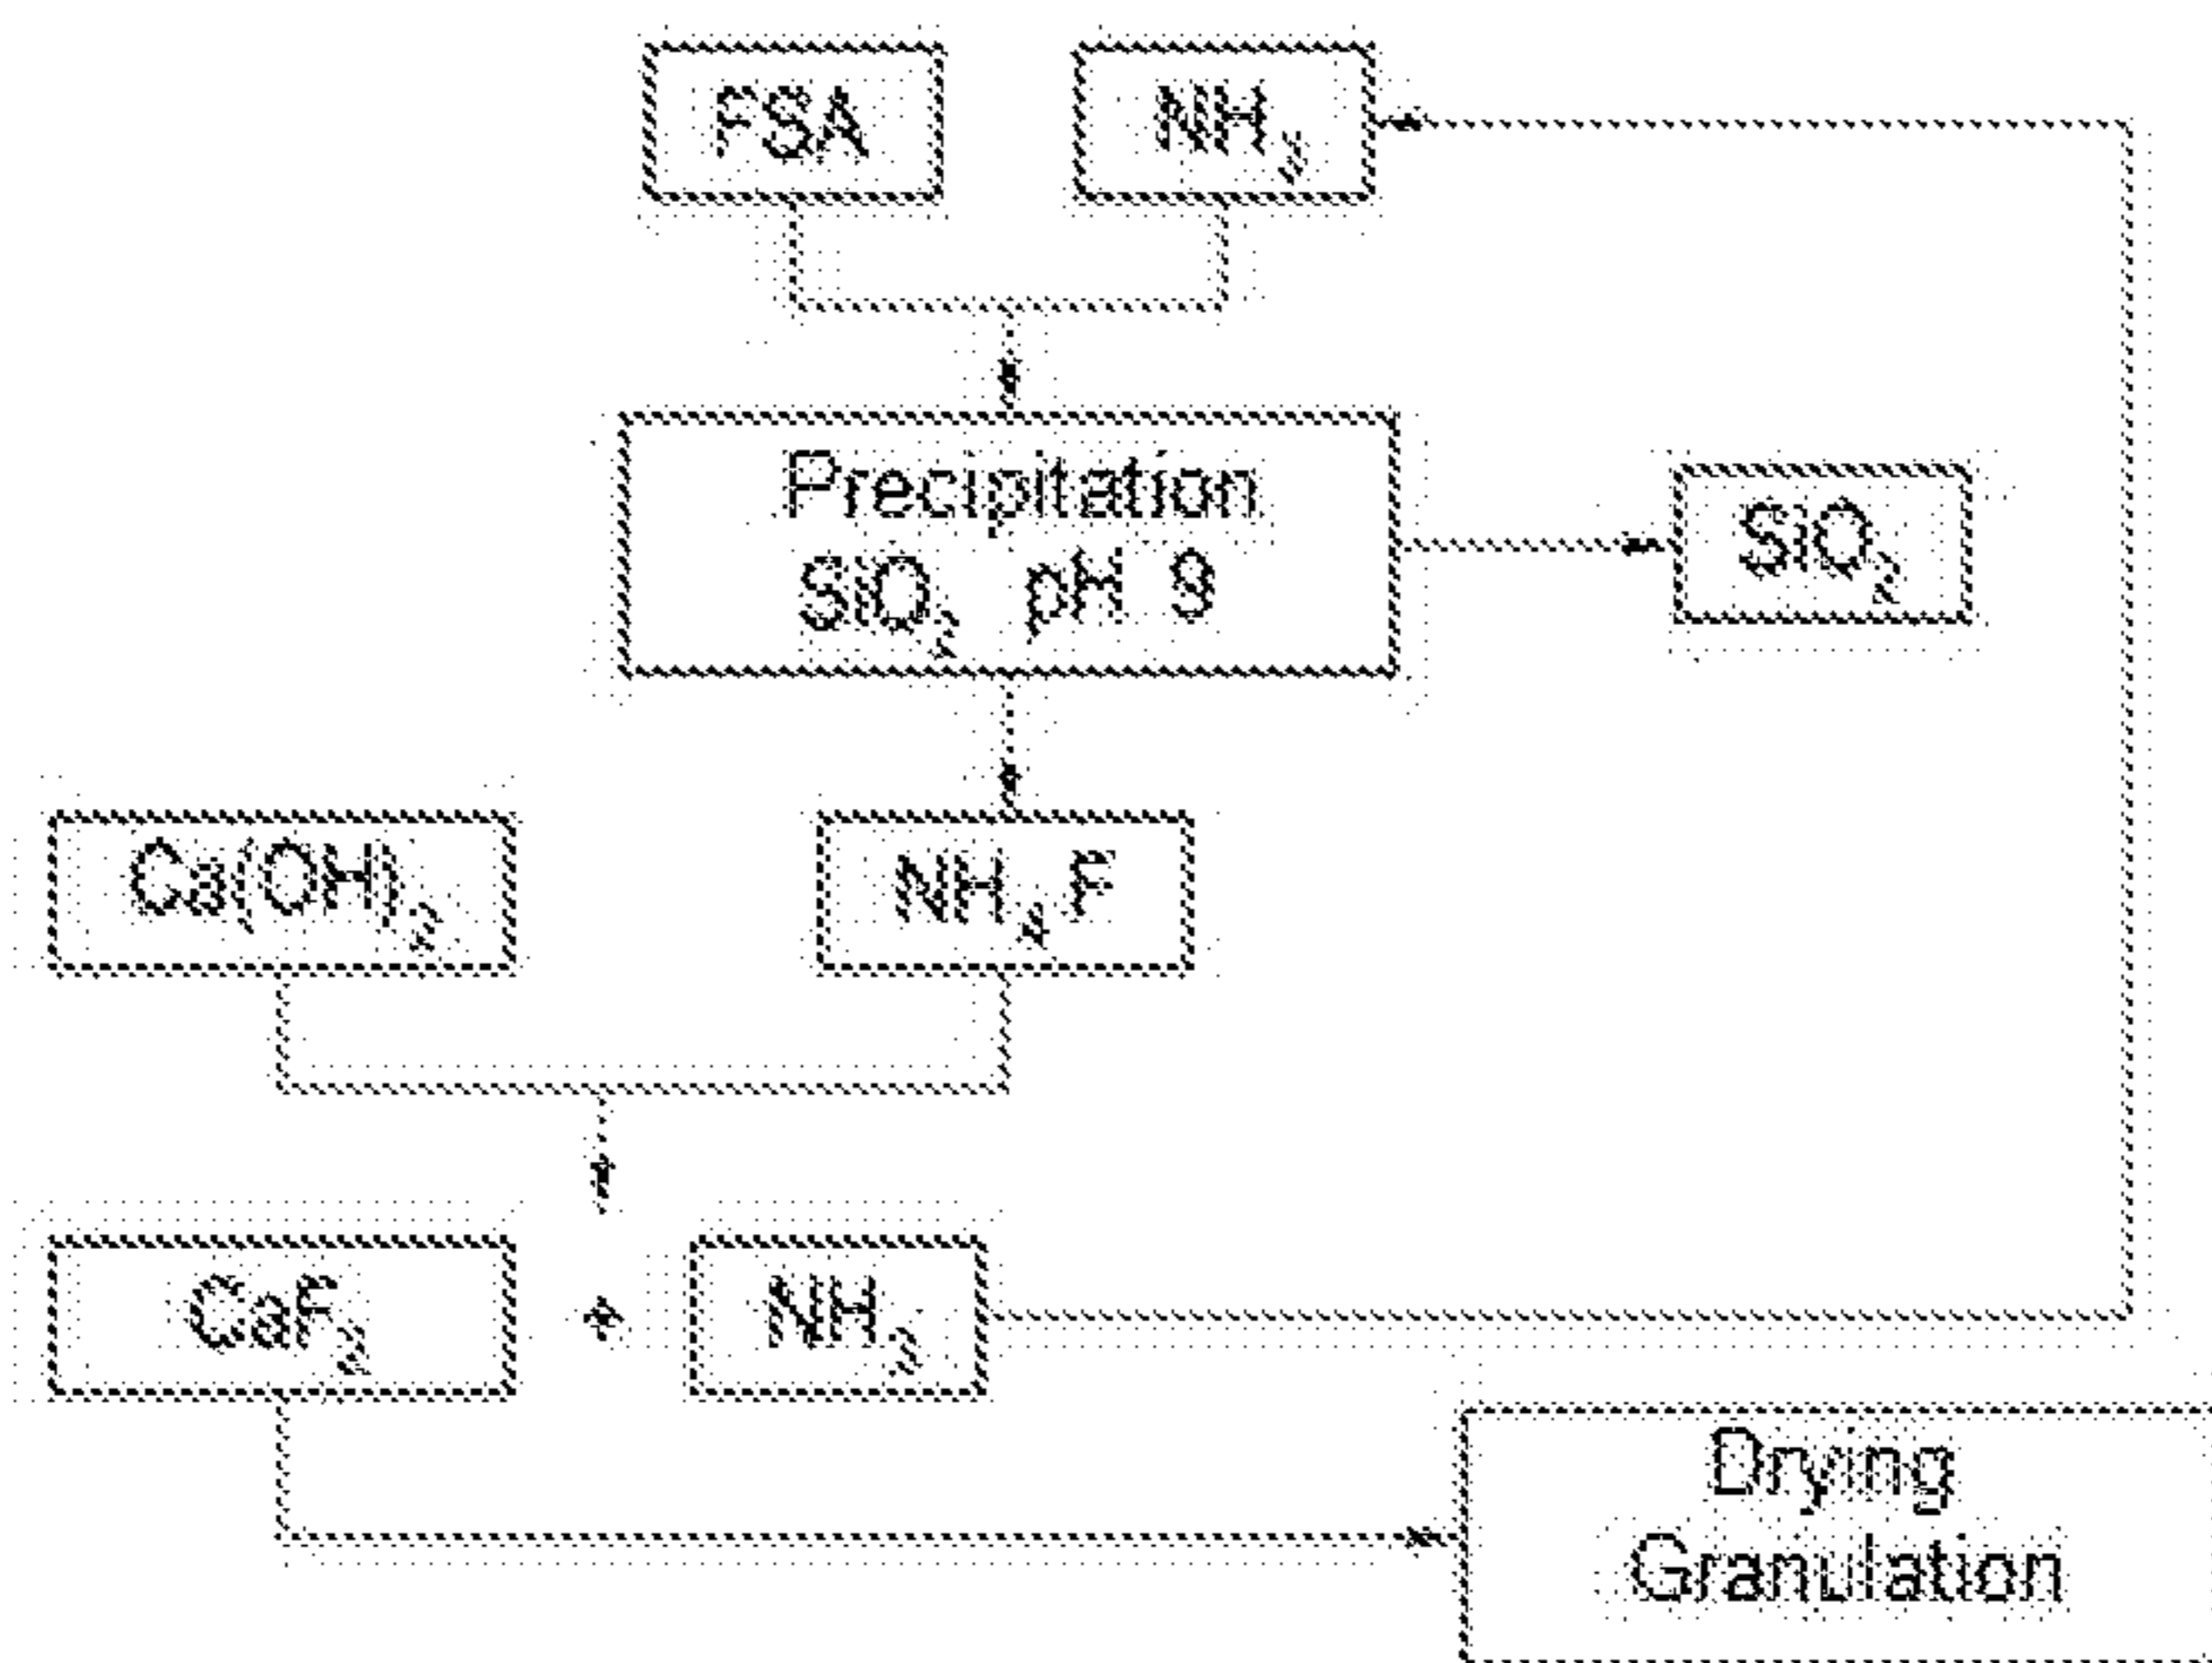 FSA
NH₃
Precipitation
SiO₂ pH 9
SiO₂
Ca(OH)₂
NH₄F
CaF₂ + NH₃
Drying
Granulation